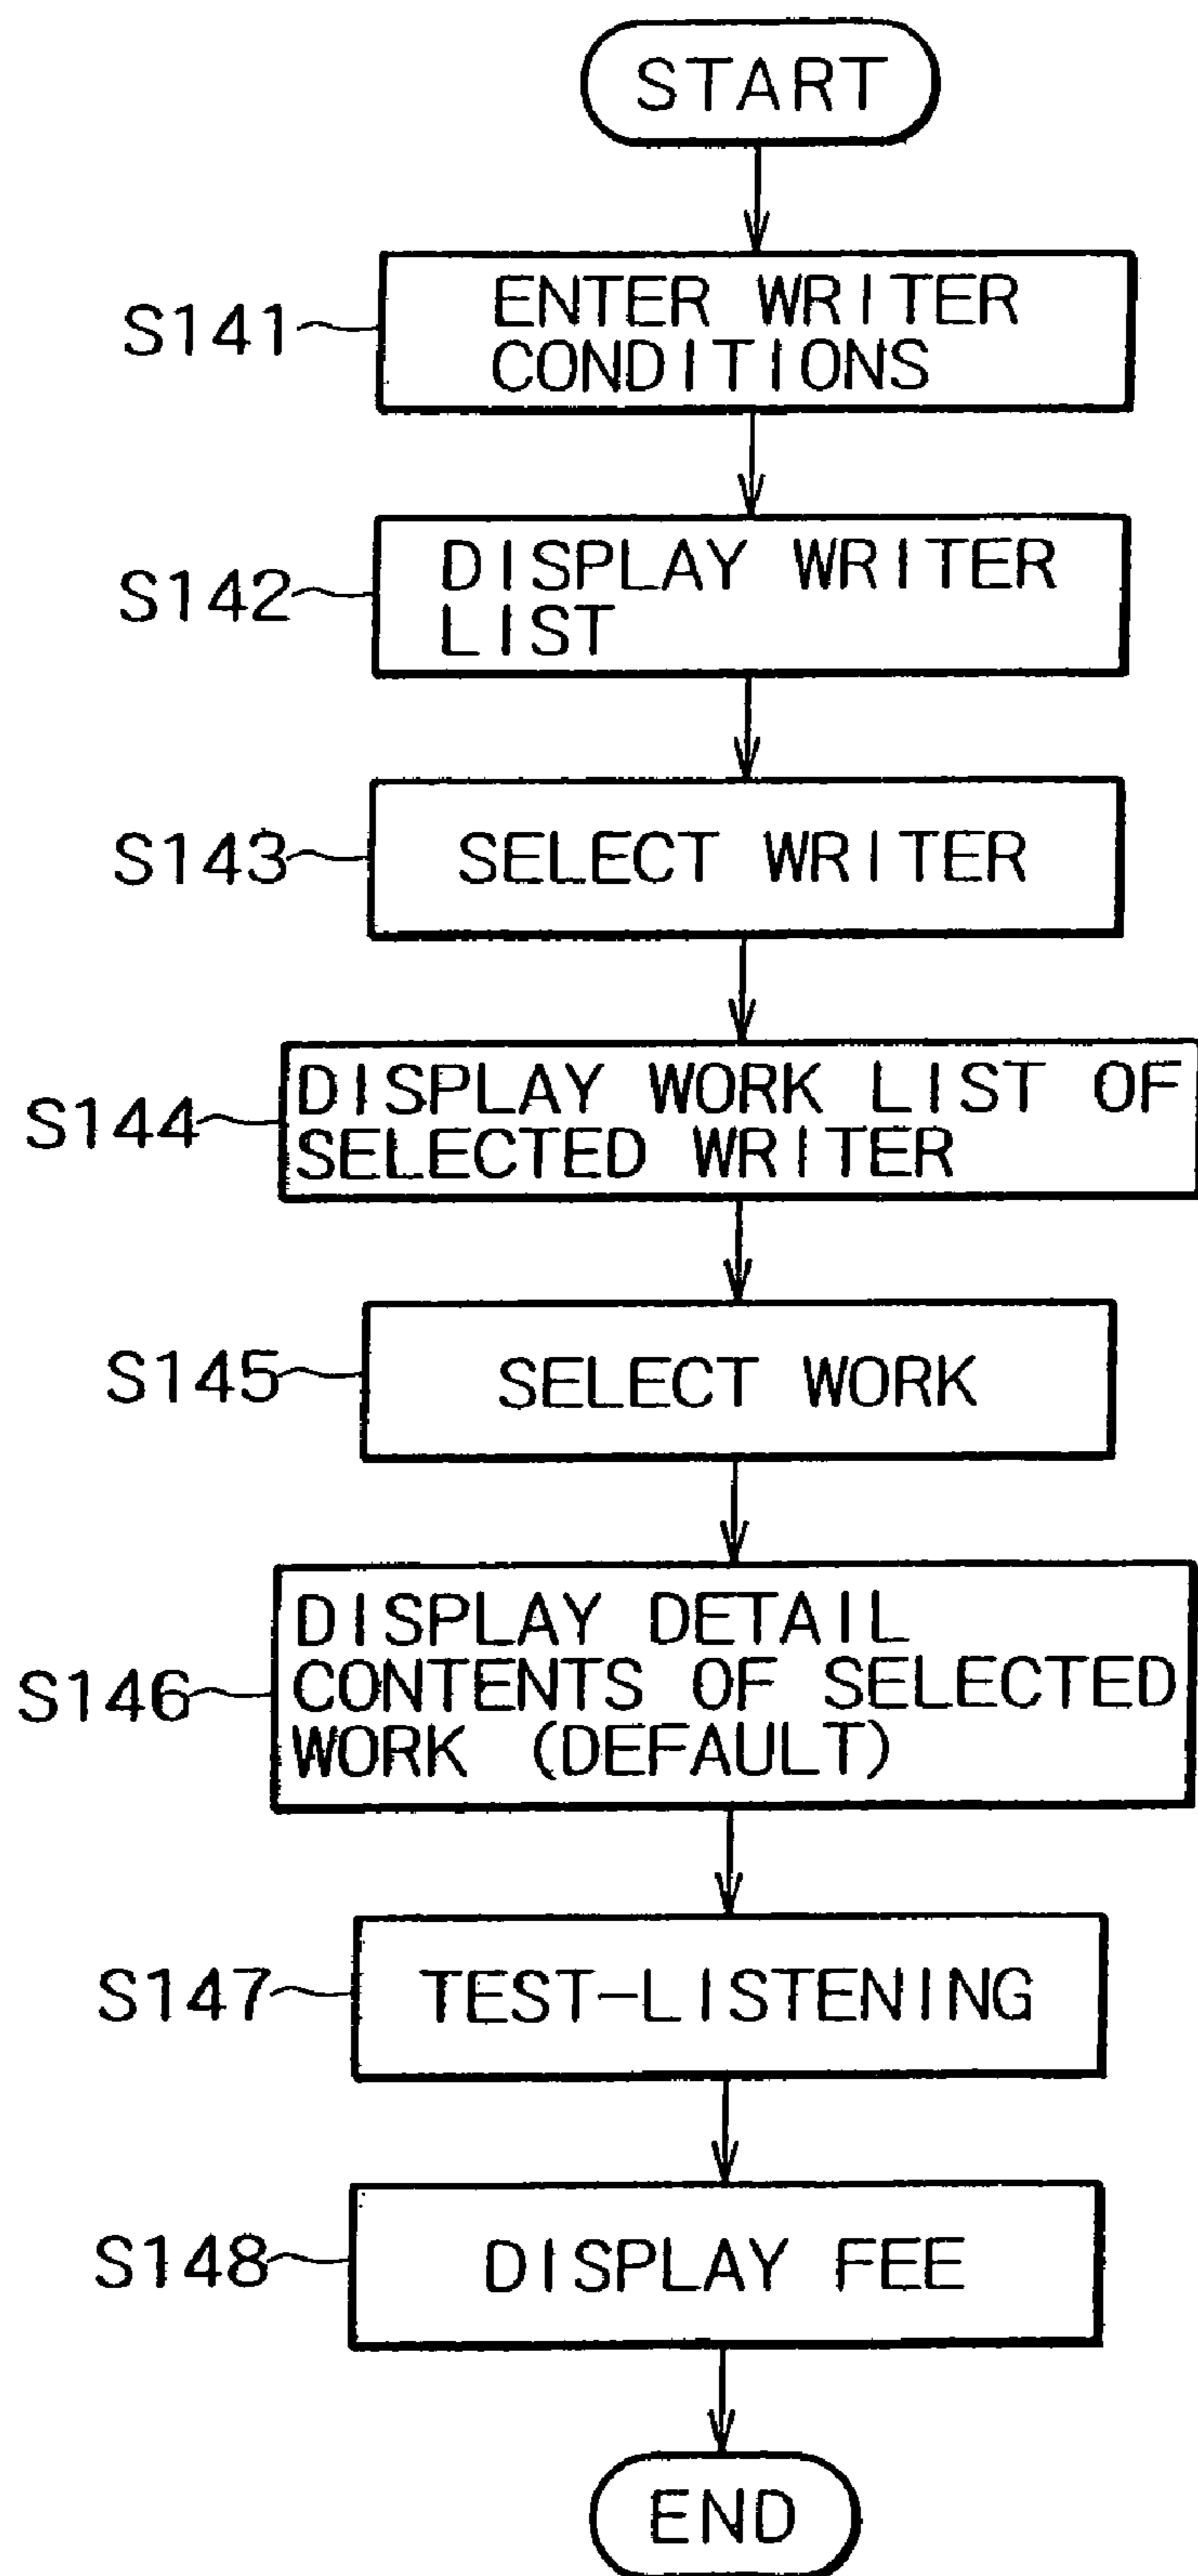 START
S141
ENTER WRITER
CONDITIONS
S142
DISPLAY WRITER
LIST
S143
SELECT WRITER
S144
DISPLAY WORK LIST OF
SELECTED WRITER
S145
SELECT WORK
S146
DISPLAY DETAIL
CONTENTS OF SELECTED
WORK (DEFAULT)
S147
TEST-LISTENING
S148
DISPLAY FEE
END